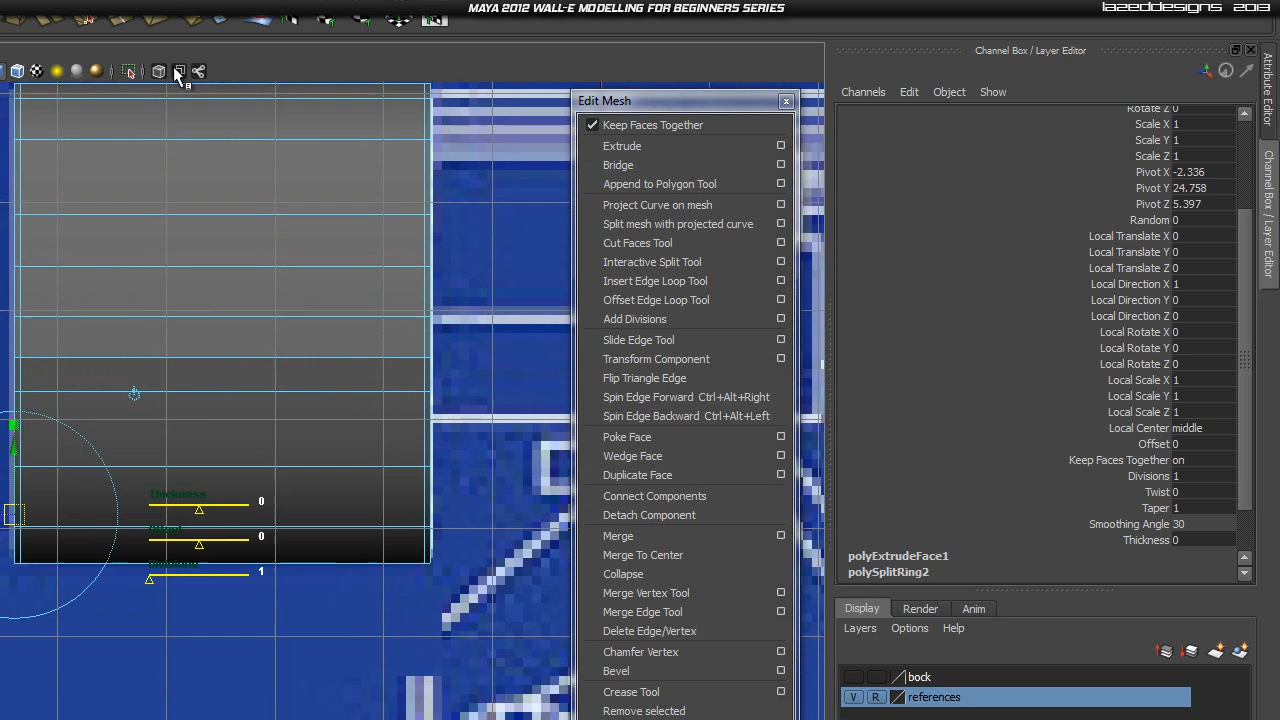 MAYA 2012 WALL-E MODELLING FOR BEGINNERS SERIES
LAZEDDESIGNS 2013
Channel Box / Layer Editor
Channels Edit Object Show
Rotate Z 0
Scale X 1
Scale Y 1
Scale Z 1
Pivot X -2.336
Pivot Y 24.758
Pivot Z 5.397
Random 0
Local Translate X 0
Local Translate Y 0
Local Translate Z 0
Local Direction X 1
Local Direction Y 0
Local Direction Z 0
Local Rotate X 0
Local Rotate Y 0
Local Rotate Z 0
Local Scale X 1
Local Scale Y 1
Local Scale Z 1
Local Center middle
Offset 0
Keep Faces Together on
Divisions 1
Twist 0
Taper 1
Smoothing Angle 30
Thickness 0
polyExtrudeFace1
polySplitRing2
Display Render Anim
Layers Options Help
bock
V R references
Attribute Editor
Channel Box / Layer Editor
Edit Mesh
Keep Faces Together
Extrude
Bridge
Append to Polygon Tool
Project Curve on mesh
Split mesh with projected curve
Cut Faces Tool
Interactive Split Tool
Insert Edge Loop Tool
Offset Edge Loop Tool
Add Divisions
Slide Edge Tool
Transform Component
Flip Triangle Edge
Spin Edge Forward Ctrl+Alt+Right
Spin Edge Backward Ctrl+Alt+Left
Poke Face
Wedge Face
Duplicate Face
Connect Components
Detach Component
Merge
Merge To Center
Collapse
Merge Vertex Tool
Merge Edge Tool
Delete Edge/Vertex
Chamfer Vertex
Bevel
Crease Tool
Remove selected
Thickness 0
0
1